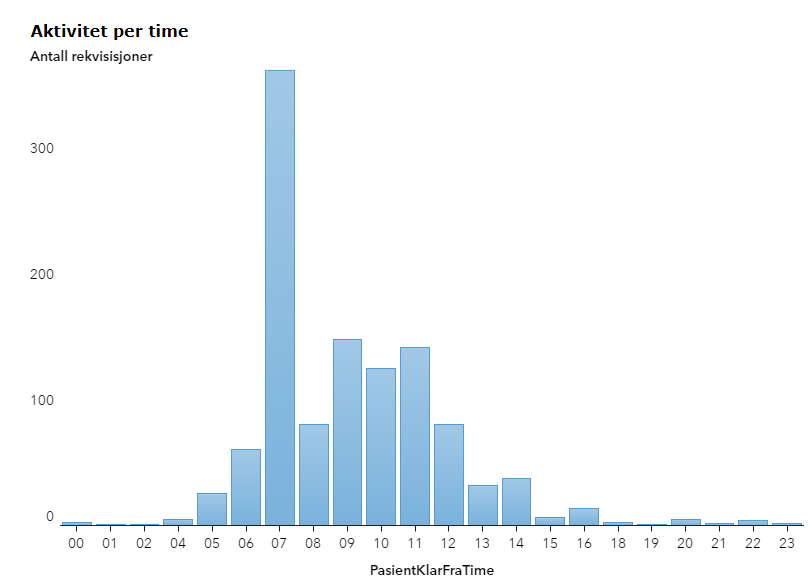 Aktivitet per time
Antall rekvisisjoner
300
200
100
0
00 01 02 04 05 06 07 08 09 10 11 12 13 14 15 16 18 19 20 21 22 23
PasientKlarFraTime